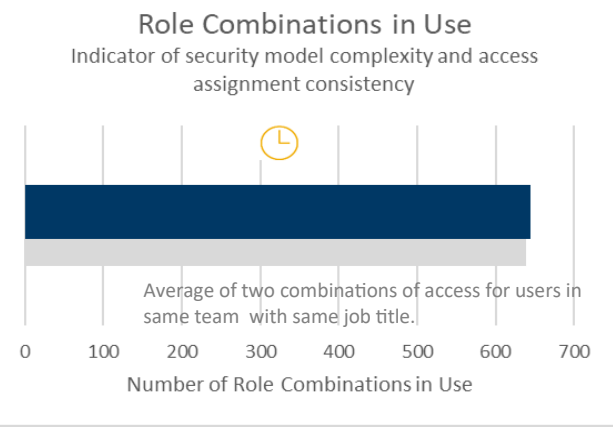 Role Combinations in Use
Indicator of security model complexity and access
assignment consistency
Average of two combinations of access for users in
same team  with same job title.
0 100 200 300 400 500 600 700
Number of Role Combinations in Use